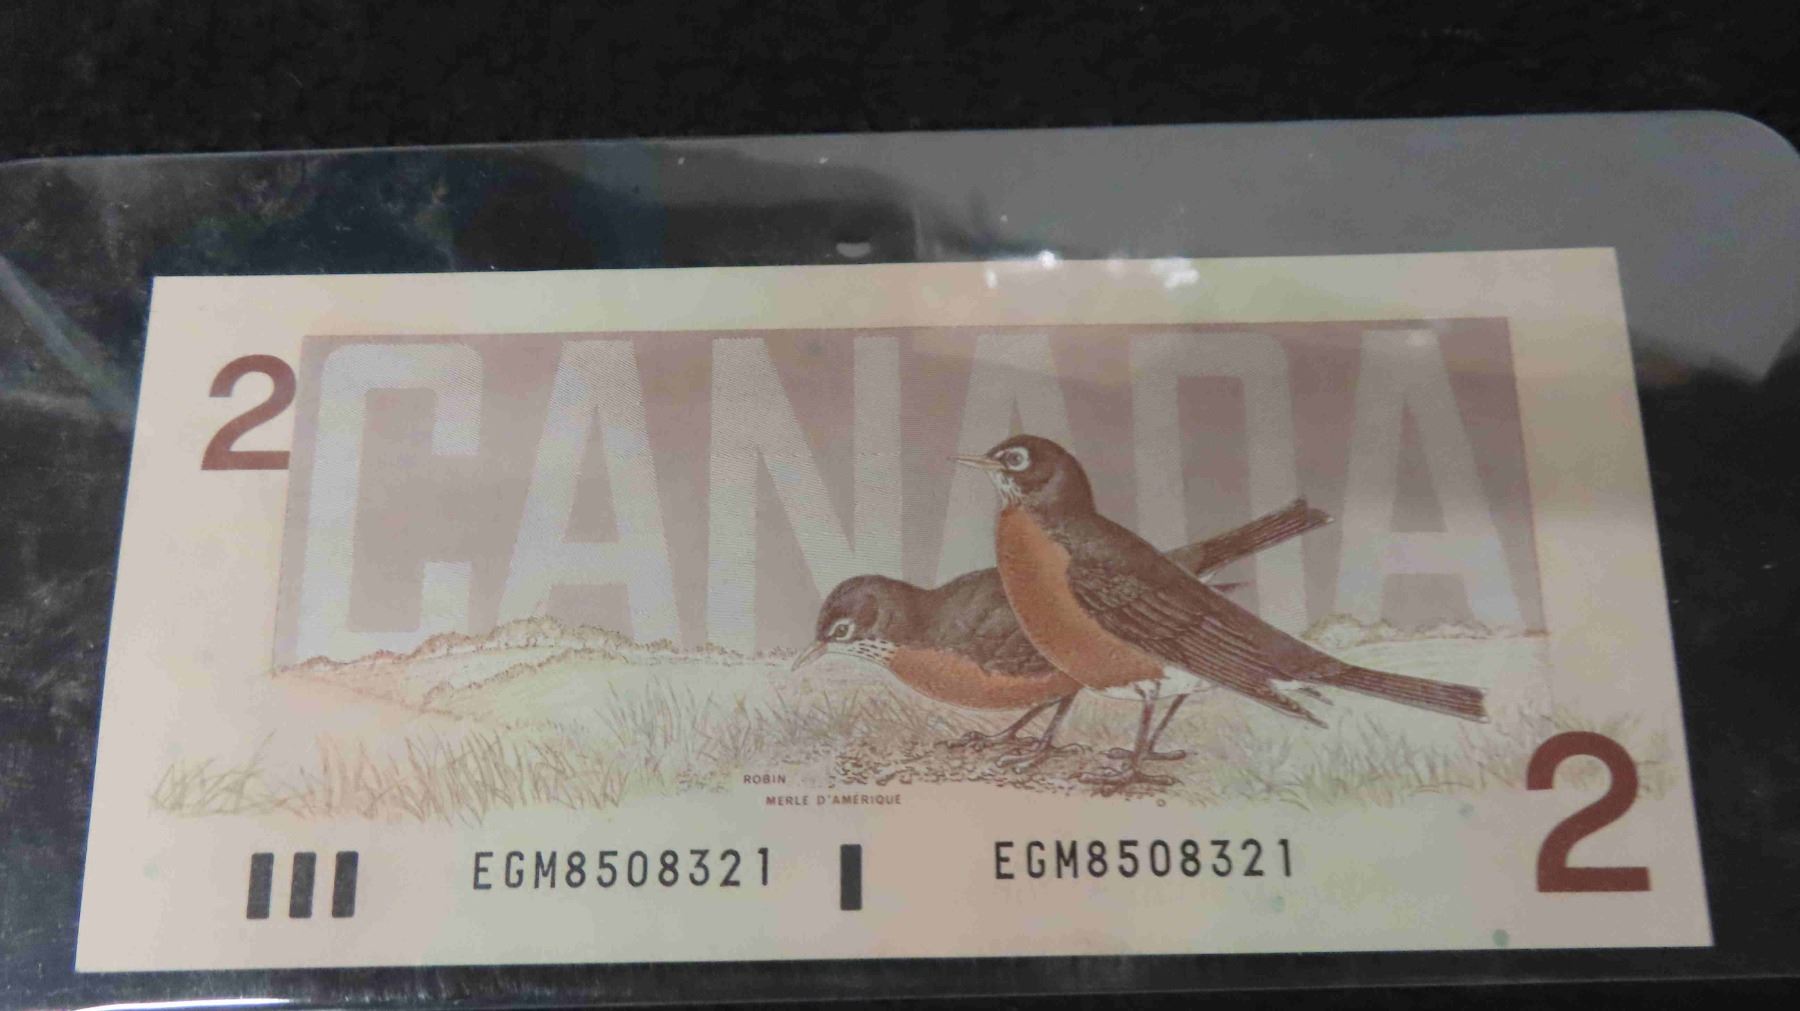 2
CANADA
ROBIN
MERLE D'AMÉRIQUE
EGM8508321 EGM8508321
2